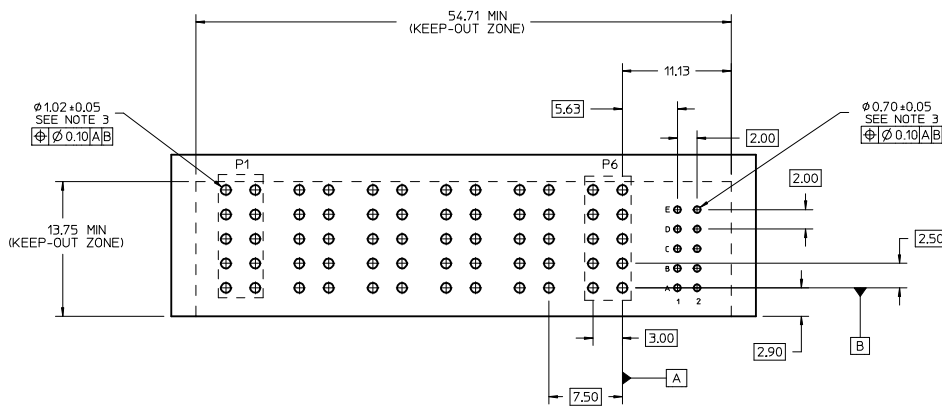 54.71 MIN
(KEEP-OUT ZONE)
11.13
5.63
Ø1.02±0.05
SEE NOTE 3
⌖ Ø 0.10 A B
Ø0.70±0.05
SEE NOTE 3
⌖ Ø 0.10 A B
2.00
P1
P6
2.00
13.75 MIN
(KEEP-OUT ZONE)
E
D
C
B
A
1 2
2.50
3.00
2.90
B
A
7.50